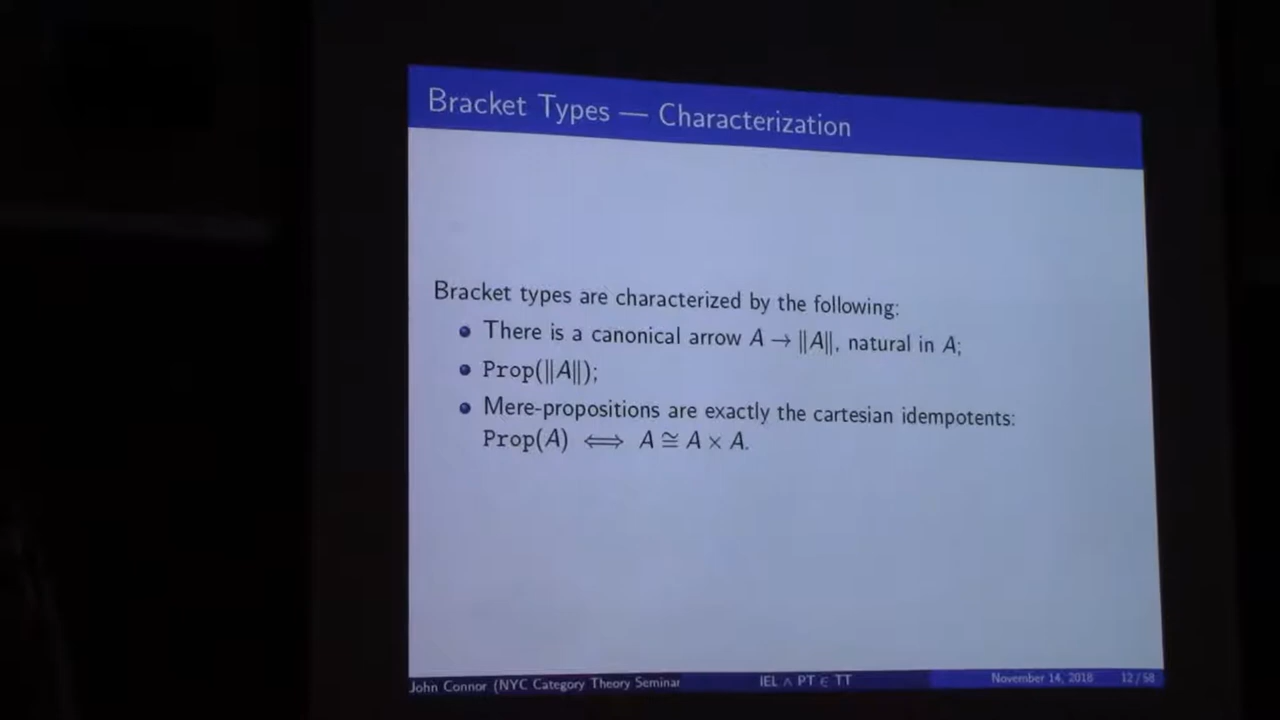 Bracket Types — Characterization
Bracket types are characterized by the following:
There is a canonical arrow A → ‖A‖, natural in A;
Prop(‖A‖);
Mere-propositions are exactly the cartesian idempotents:
Prop(A) ⟺ A ≅ A × A.
John Connor (NYC Category Theory Seminar
IEL ∧ PT ∈ TT
November 14, 2018
12 / 58